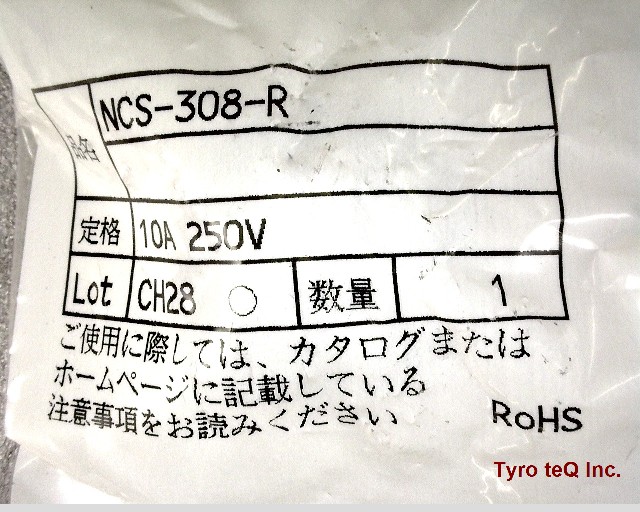 品名 NCS-308-R
定格 10A 250V
Lot CH28 ○ 数量 1
ご使用に際しては、カタログまたは
ホームページに記載している
注意事項をお読みください
RoHS
Tyro teQ Inc.